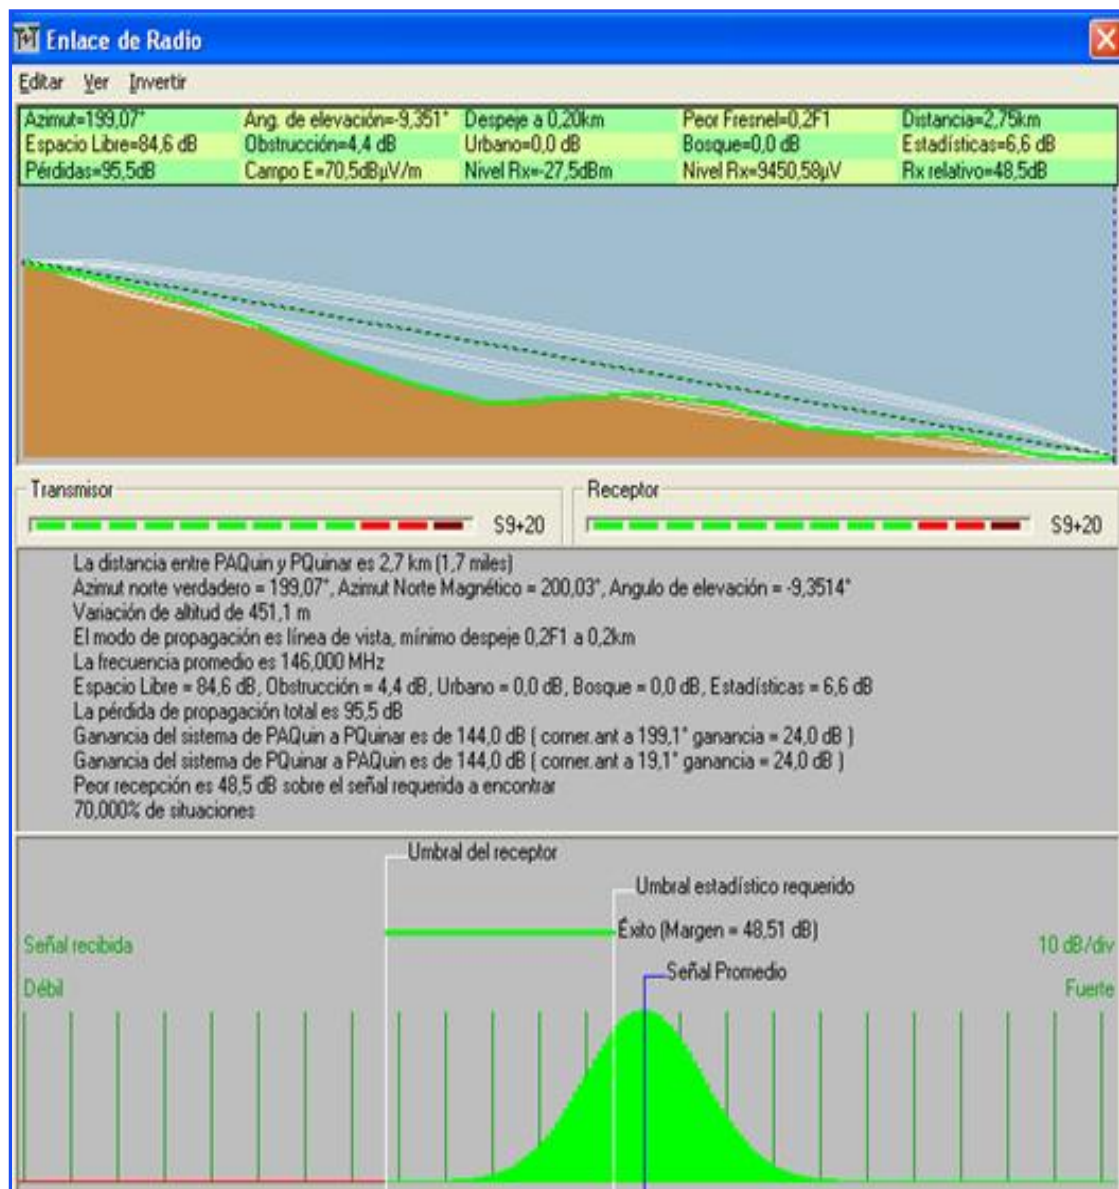 Enlace de Radio
Editar Ver Invertir
Azimut=199,07° Ang. de elevación=-9,351° Despeje a 0,20km Peor Fresnel=0,2F1 Distancia=2,75km
Espacio Libre=84,6 dB Obstrucción=4,4 dB Urbano=0,0 dB Bosque=0,0 dB Estadísticas=6,6 dB
Pérdidas=95,5dB Campo E=70,5dBµV/m Nivel Rx=-27,5dBm Nivel Rx=9450,58µV Rx relativo=48,5dB
Transmisor Receptor
S9+20 S9+20
La distancia entre PAQuin y PQuinar es 2,7 km (1,7 miles)
Azimut norte verdadero = 199,07°, Azimut Norte Magnético = 200,03°, Angulo de elevación = -9,3514°
Variación de altitud de 451,1 m
El modo de propagación es línea de vista, mínimo despeje 0,2F1 a 0,2km
La frecuencia promedio es 146,000 MHz
Espacio Libre = 84,6 dB, Obstrucción = 4,4 dB, Urbano = 0,0 dB, Bosque = 0,0 dB, Estadísticas = 6,6 dB
La pérdida de propagación total es 95,5 dB
Ganancia del sistema de PAQuin a PQuinar es de 144,0 dB ( corner.ant a 199,1° ganancia = 24,0 dB )
Ganancia del sistema de PQuinar a PAQuin es de 144,0 dB ( corner.ant a 19,1° ganancia = 24,0 dB )
Peor recepción es 48,5 dB sobre el señal requerida a encontrar
70,000% de situaciones
Umbral del receptor
Umbral estadístico requerido
Éxito (Margen = 48,51 dB)
Señal recibida 10 dB/div
Señal Promedio
Débil Fuerte